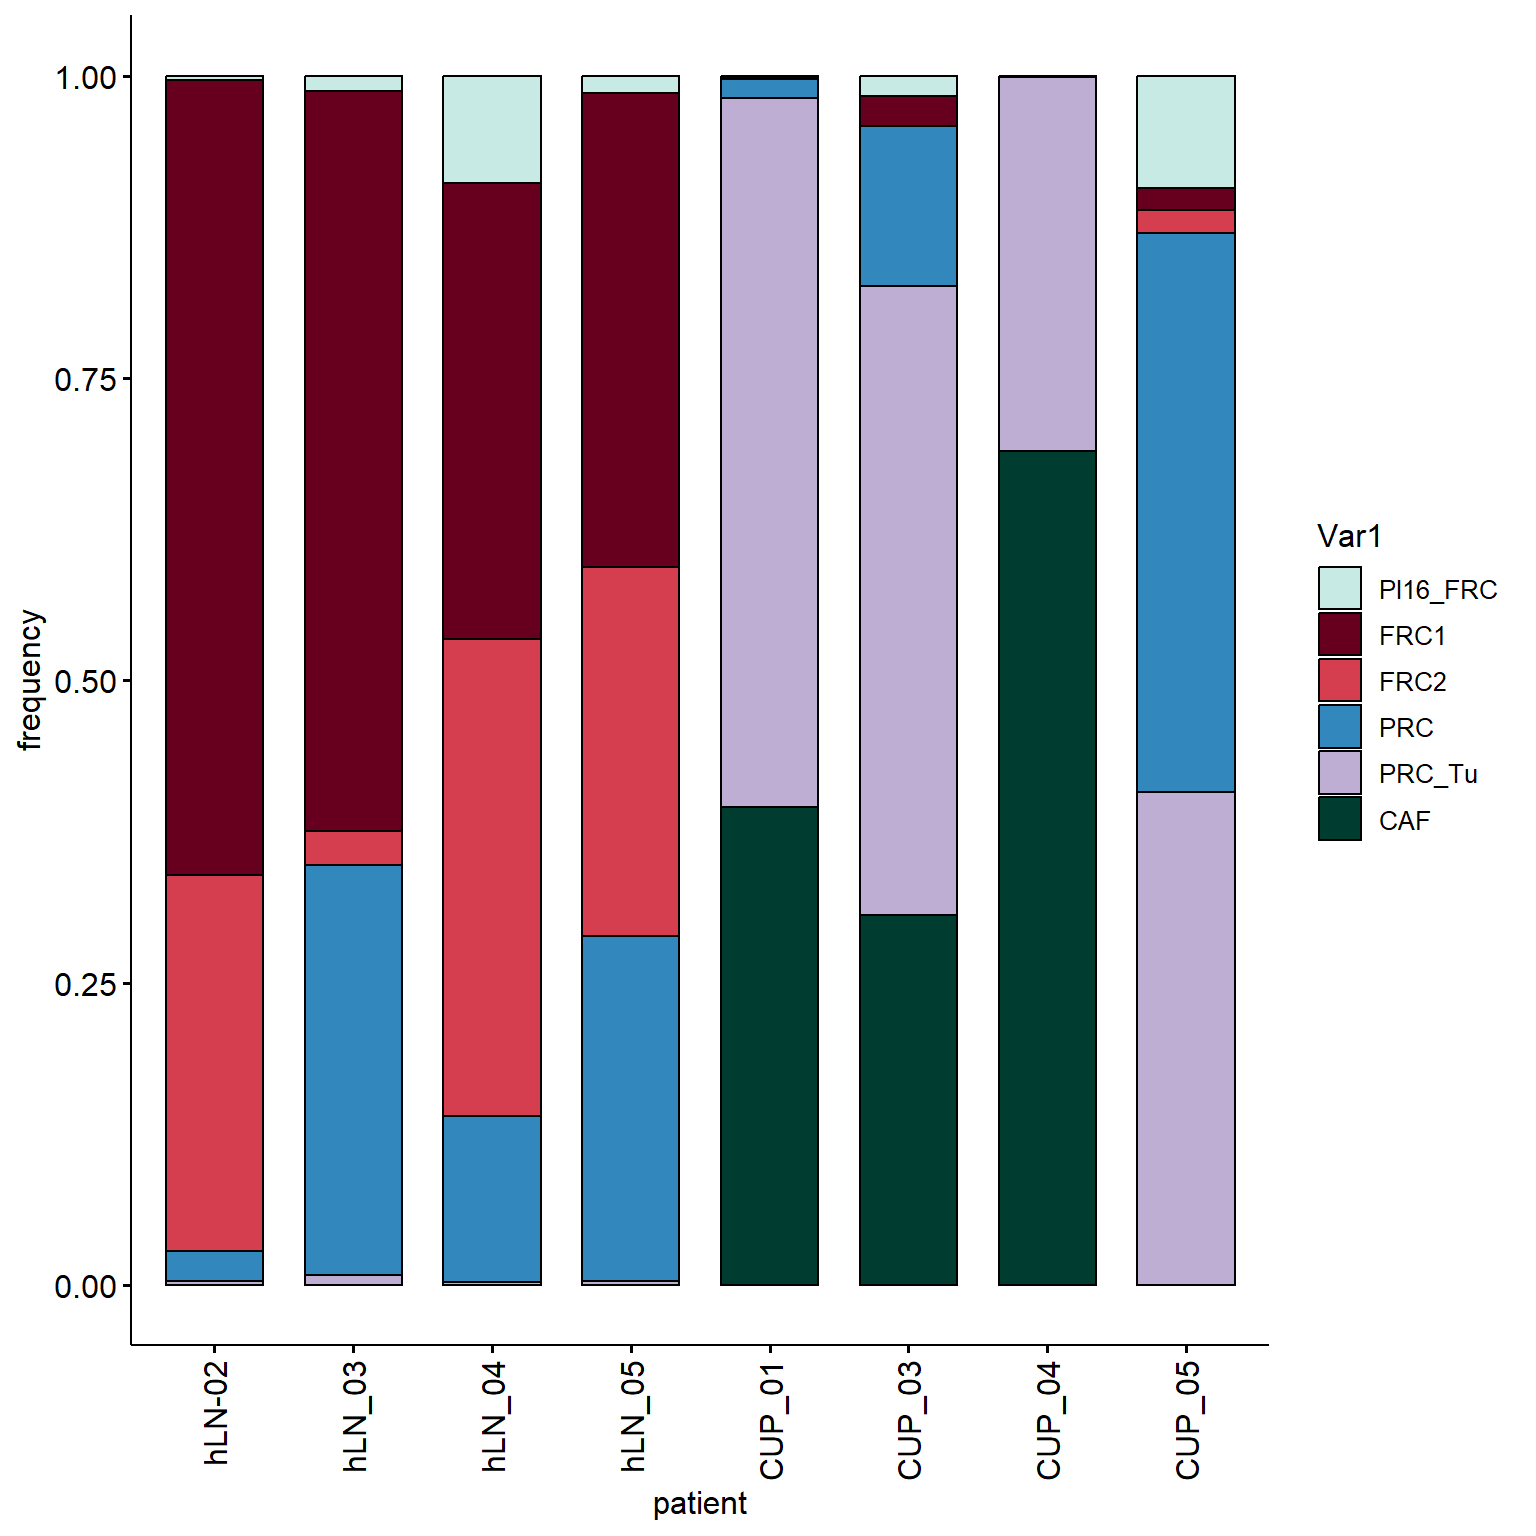 frequency
1.00
0.75
0.50
0.25
0.00
hLN-02
hLN_03
hLN_04
hLN_05
CUP_01
CUP_03
CUP_04
CUP_05
patient
Var1
PI16_FRC
FRC1
FRC2
PRC
PRC_Tu
CAF